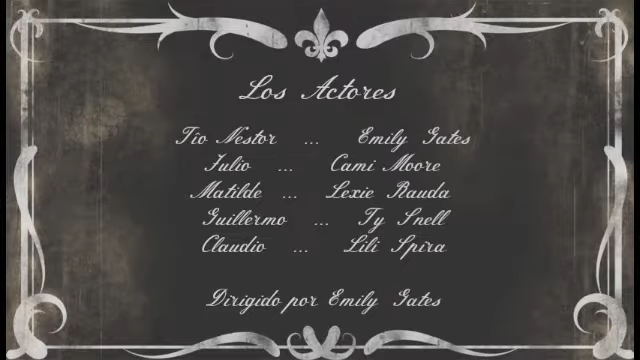 Los Actores
Tío Nestor ... Emily Gates
Julio ... Cami Moore
Matilde ... Lexie Rauda
Guillermo ... Ty Snell
Claudio ... Lili Spira
Dirigido por Emily Gates